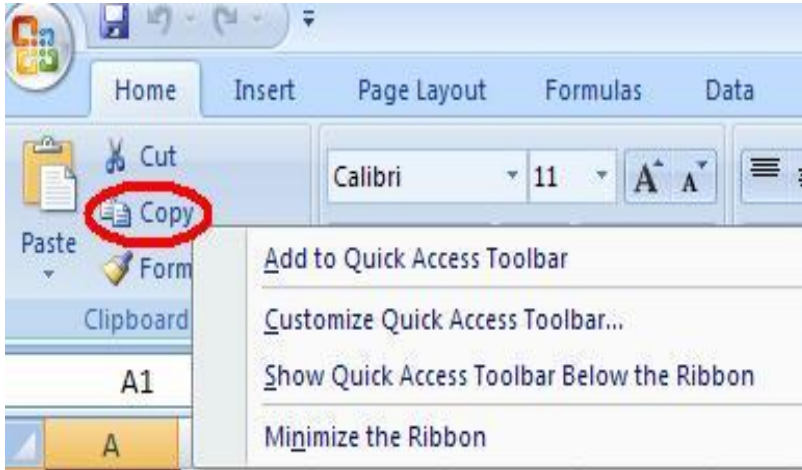 Home Insert Page Layout Formulas Data
Cut
Calibri 11 A A
Copy
Paste
Form
Clipboard
Add to Quick Access Toolbar
Customize Quick Access Toolbar...
Show Quick Access Toolbar Below the Ribbon
Minimize the Ribbon
A1
A